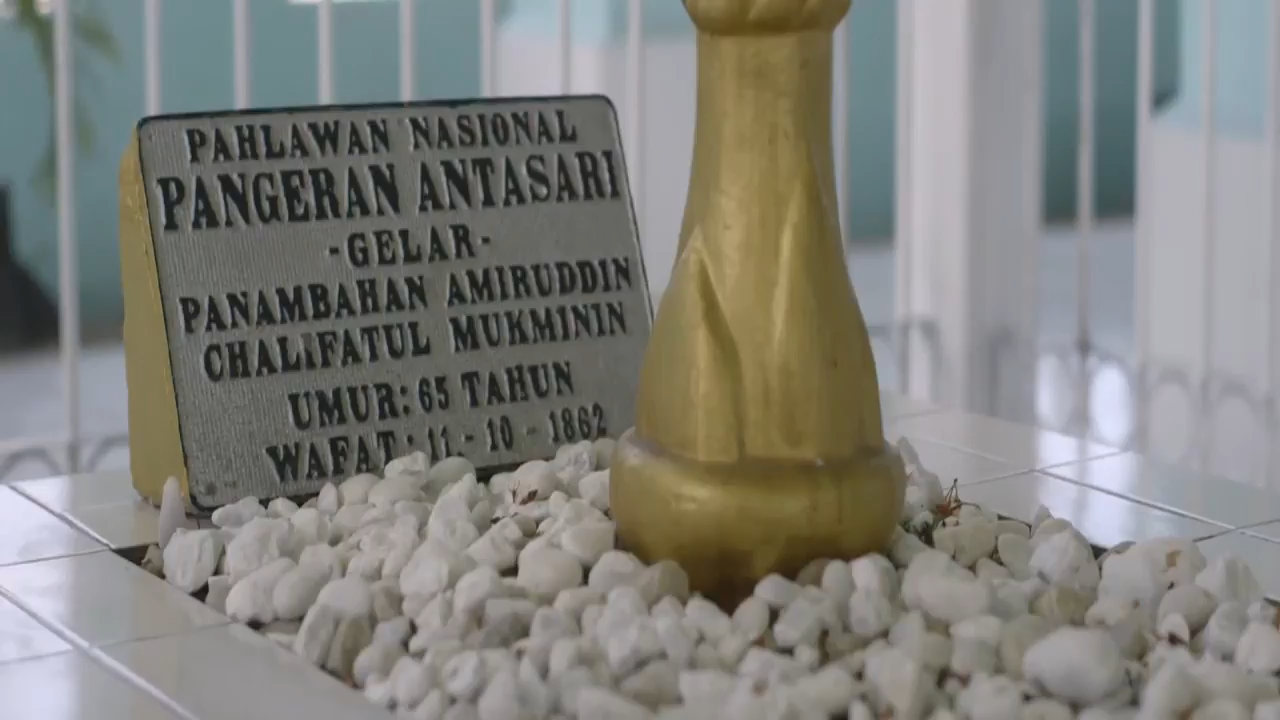 PAHLAWAN NASIONAL
PANGERAN ANTASARI
-GELAR-
PANAMBAHAN AMIRUDDIN
CHALIFATUL MUKMININ
UMUR: 65 TAHUN
WAFAT: 11 - 10 - 1862